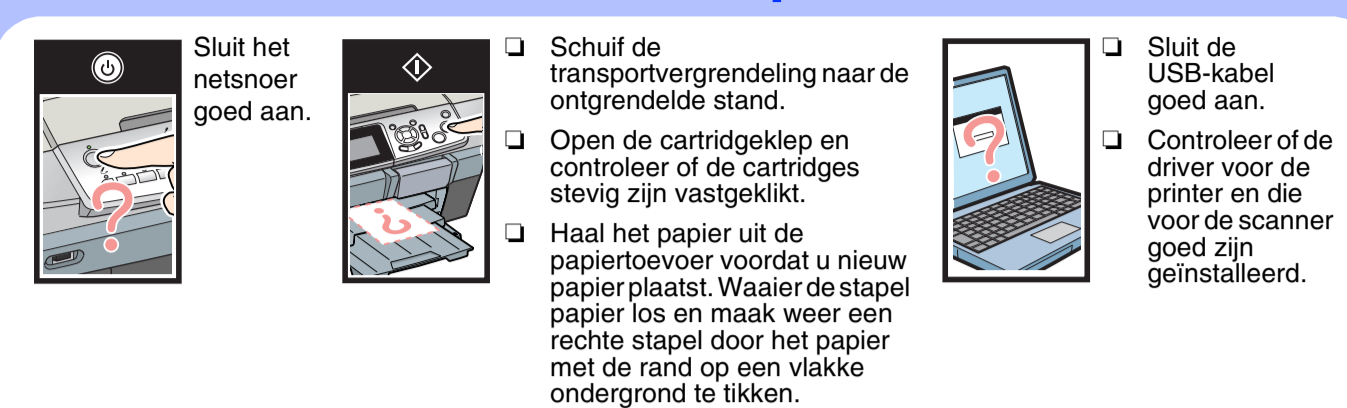 Sluit het
netsnoer
goed aan.
❏ Schuif de
transportvergrendeling naar de
ontgrendelde stand.
❏ Open de cartridgeklep en
controleer of de cartridges
stevig zijn vastgeklikt.
❏ Haal het papier uit de
papiertoevoer voordat u nieuw
papier plaatst. Waaier de stapel
papier los en maak weer een
rechte stapel door het papier
met de rand op een vlakke
ondergrond te tikken.
❏ Sluit de
USB-kabel
goed aan.
❏ Controleer of de
driver voor de
printer en die
voor de scanner
goed zijn
geïnstalleerd.